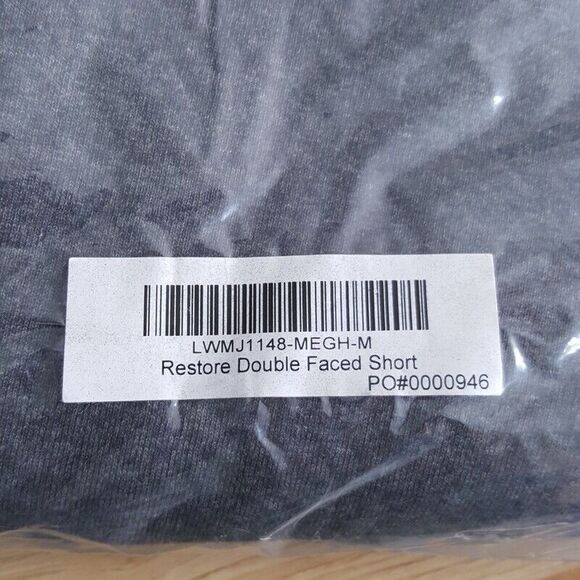 LWMJ1148-MEGH-M
Restore Double Faced Short
PO#0000946